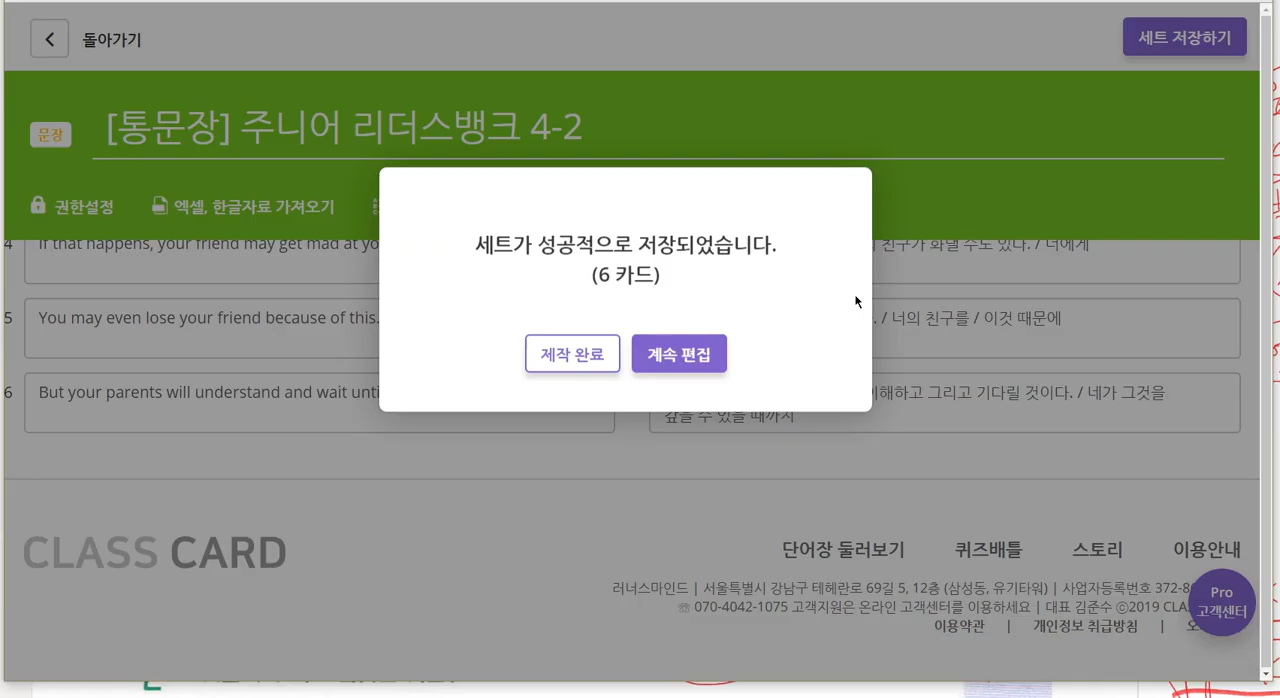 돌아가기
세트 저장하기
문장
[통문장] 주니어 리더스뱅크 4-2
권한설정
엑셀, 한글자료 가져오기
세트가 성공적으로 저장되었습니다.
(6 카드)
제작 완료
계속 편집
4
If that happens, your friend may get mad at yo
친구가 화낼 수도 있다. / 너에게
5
You may even lose your friend because of this.
/ 너의 친구를 / 이것 때문에
6
But your parents will understand and wait unti
이해하고 그리고 기다릴 것이다. / 네가 그것을
갚을 수 있을 때까지
CLASS CARD
단어장 둘러보기
퀴즈배틀
스토리
이용안내
러너스마인드 | 서울특별시 강남구 테헤란로 69길 5, 12층 (삼성동, 유기타워) | 사업자등록번호 372-8
☏ 070-4042-1075 고객지원은 온라인 고객센터를 이용하세요 | 대표 김준수 ⓒ2019 CLA
이용약관 | 개인정보 취급방침 |
Pro
고객센터